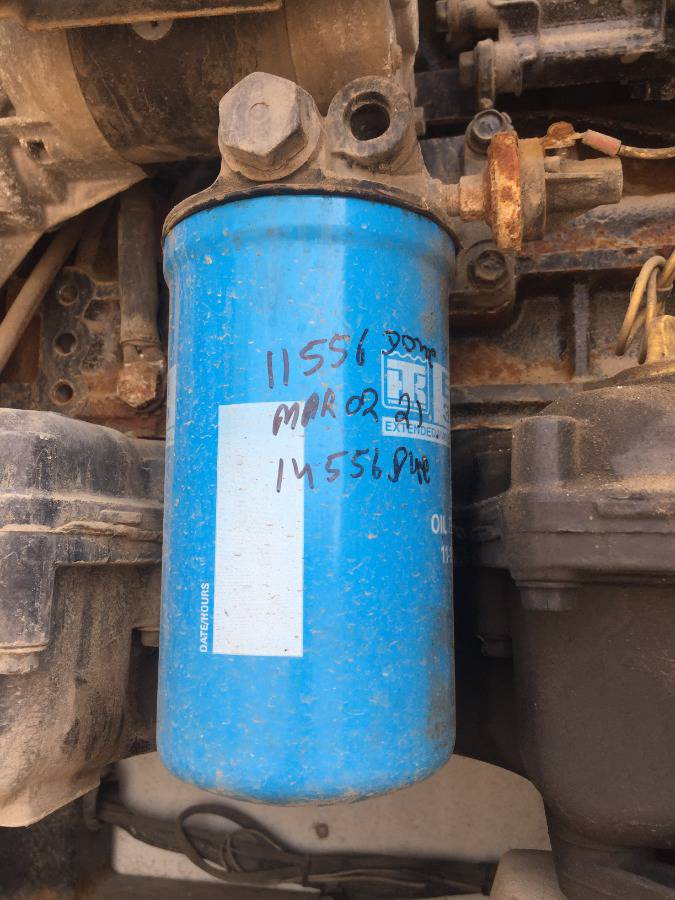 11556 Done
MAR 02 21
14556 Due
EXTENDED
OIL
DATE/HOURS